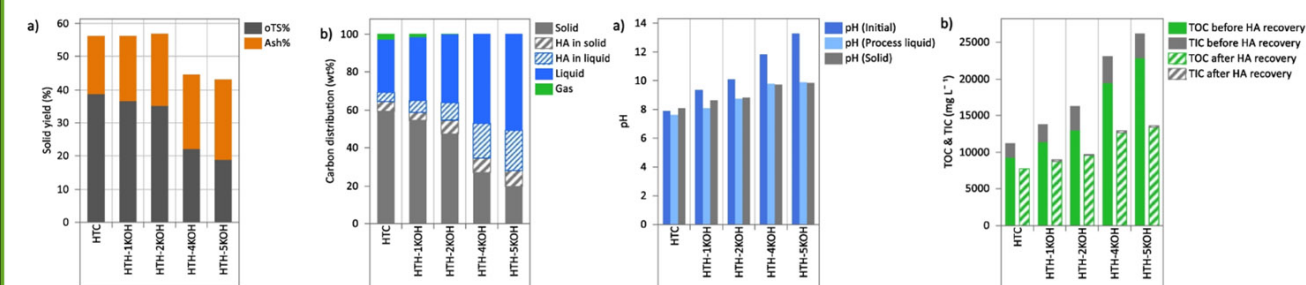 a)
Solid yield (%)
60
50
40
30
20
10
0
HTC
HTH-1KOH
HTH-2KOH
HTH-4KOH
HTH-5KOH
oTS%
Ash%
b)
Carbon distribution (wt%)
100
80
60
40
20
0
HTC
HTH-1KOH
HTH-2KOH
HTH-4KOH
HTH-5KOH
Solid
HA in solid
HA in liquid
Liquid
Gas
a)
pH
14
12
10
8
6
4
2
0
HTC
HTH-1KOH
HTH-2KOH
HTH-4KOH
HTH-5KOH
pH (Initial)
pH (Process liquid)
pH (Solid)
b)
TOC & TIC (mg L⁻¹)
25000
20000
15000
10000
5000
0
HTC
HTH-1KOH
HTH-2KOH
HTH-4KOH
HTH-5KOH
TOC before HA recovery
TIC before HA recovery
TOC after HA recovery
TIC after HA recovery